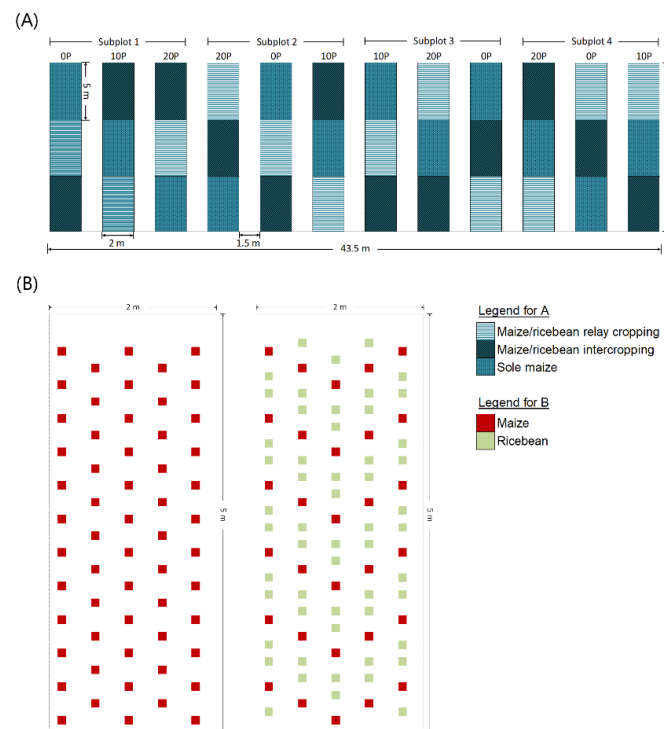 (A)
Subplot 1 Subplot 2 Subplot 3 Subplot 4
0P 10P 20P 20P 0P 10P 10P 20P 0P 20P 0P 10P
5 m
2 m 1.5 m
43.5 m
(B)
2 m 2 m
5 m 5 m
Legend for A
Maize/ricebean relay cropping
Maize/ricebean intercropping
Sole maize
Legend for B
Maize
Ricebean